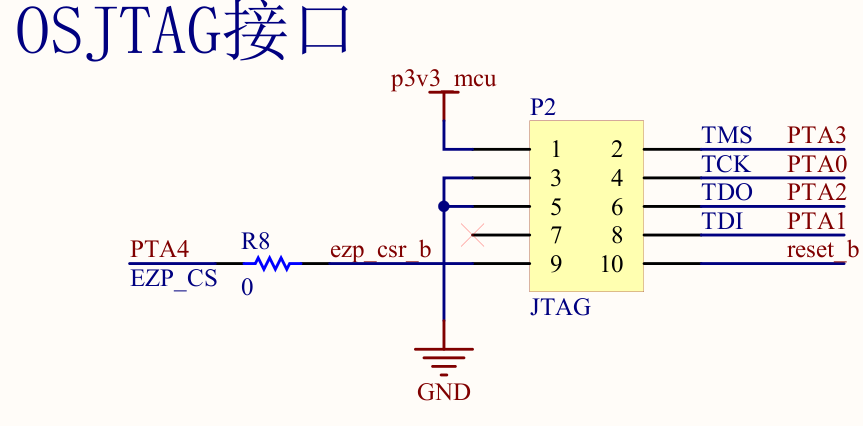 OSJTAG接口
p3v3_mcu
P2
1 2 TMS PTA3
3 4 TCK PTA0
5 6 TDO PTA2
7 8 TDI PTA1
PTA4 R8 ezp_csr_b 9 10 reset_b
EZP_CS 0
JTAG
GND